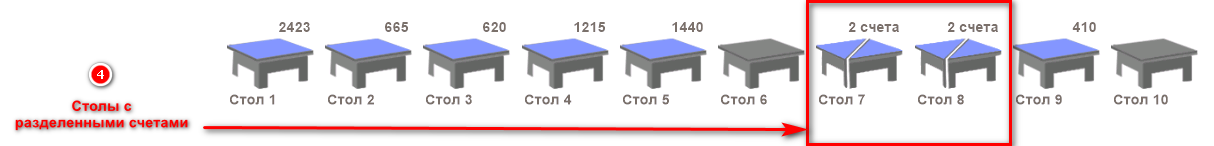 2423 665 620 1215 1440 2 счета 2 счета 410
4
Столы с
разделенными счетами
Стол 1 Стол 2 Стол 3 Стол 4 Стол 5 Стол 6 Стол 7 Стол 8 Стол 9 Стол 10